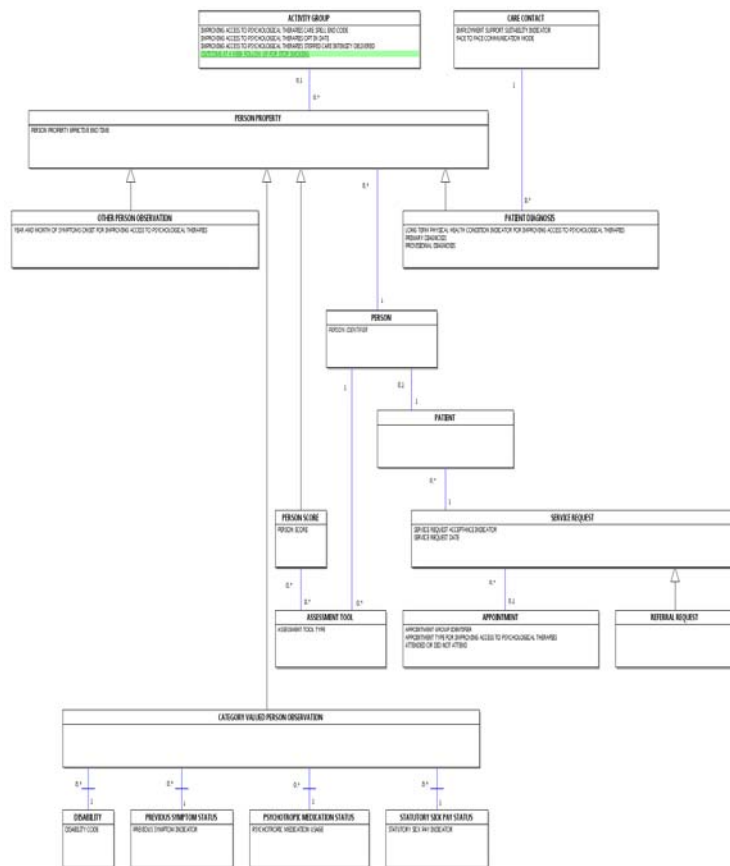 ACTIVITY GROUP
IMPROVING ACCESS TO PSYCHOLOGICAL THERAPIES CARE SPELL END CODE
IMPROVING ACCESS TO PSYCHOLOGICAL THERAPIES OPT IN DATE
IMPROVING ACCESS TO PSYCHOLOGICAL THERAPIES STEPPED CARE INTENSITY DELIVERED
CARE CONTACT
EMPLOYMENT SUPPORT SUITABILITY INDICATOR
FACE TO FACE COMMUNICATION MODE
0..1
0..*
1
0..*
PERSON PROPERTY
PERSON PROPERTY EFFECTIVE END TIME
0..*
1
OTHER PERSON OBSERVATION
YEAR AND MONTH OF SYMPTOMS ONSET FOR IMPROVING ACCESS TO PSYCHOLOGICAL THERAPIES
PATIENT DIAGNOSIS
LONG TERM PHYSICAL HEALTH CONDITION INDICATOR FOR IMPROVING ACCESS TO PSYCHOLOGICAL THERAPIES
PRIMARY DIAGNOSIS
PROVISIONAL DIAGNOSIS
PERSON
PERSON IDENTIFIER
1
0..1
1
PATIENT
0..*
1
PERSON SCORE
PERSON SCORE
SERVICE REQUEST
SERVICE REQUEST ACCEPTANCE INDICATOR
SERVICE REQUEST DATE
0..*
0..*
0..*
0..*
0..1
ASSESSMENT TOOL
ASSESSMENT TOOL TYPE
APPOINTMENT
APPOINTMENT GROUP IDENTIFIER
APPOINTMENT TYPE FOR IMPROVING ACCESS TO PSYCHOLOGICAL THERAPIES
ATTENDED OR DID NOT ATTEND
REFERRAL REQUEST
CATEGORY VALUED PERSON OBSERVATION
0..*
1
0..*
1
0..*
1
0..*
1
DISABILITY
DISABILITY CODE
PREVIOUS SYMPTOM STATUS
PREVIOUS SYMPTOM INDICATOR
PSYCHOTROPIC MEDICATION STATUS
PSYCHOTROPIC MEDICATION USAGE
STATUTORY SICK PAY STATUS
STATUTORY SICK PAY INDICATOR